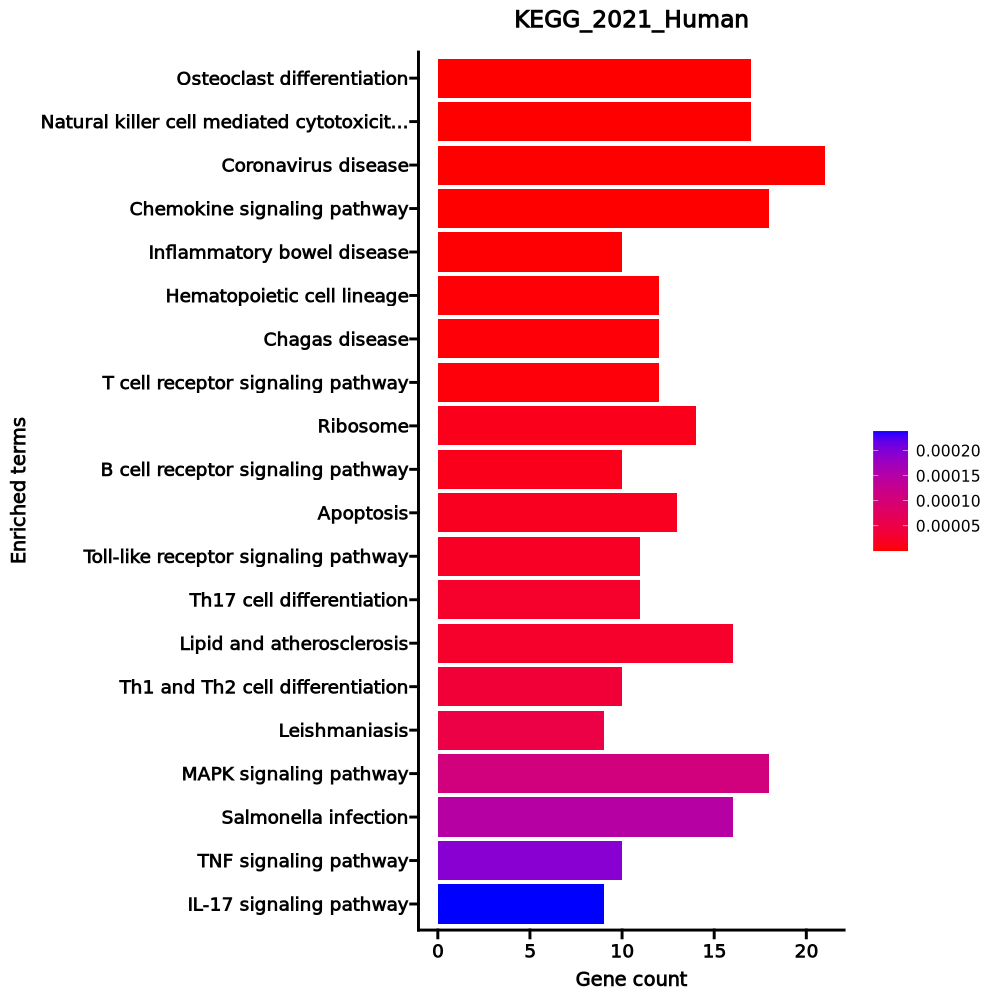 KEGG_2021_Human
Osteoclast differentiation
Natural killer cell mediated cytotoxicit...
Coronavirus disease
Chemokine signaling pathway
Inflammatory bowel disease
Hematopoietic cell lineage
Chagas disease
T cell receptor signaling pathway
Ribosome
B cell receptor signaling pathway
Apoptosis
Toll-like receptor signaling pathway
Th17 cell differentiation
Lipid and atherosclerosis
Th1 and Th2 cell differentiation
Leishmaniasis
MAPK signaling pathway
Salmonella infection
TNF signaling pathway
IL-17 signaling pathway
Enriched terms
0 5 10 15 20
Gene count
0.00020
0.00015
0.00010
0.00005